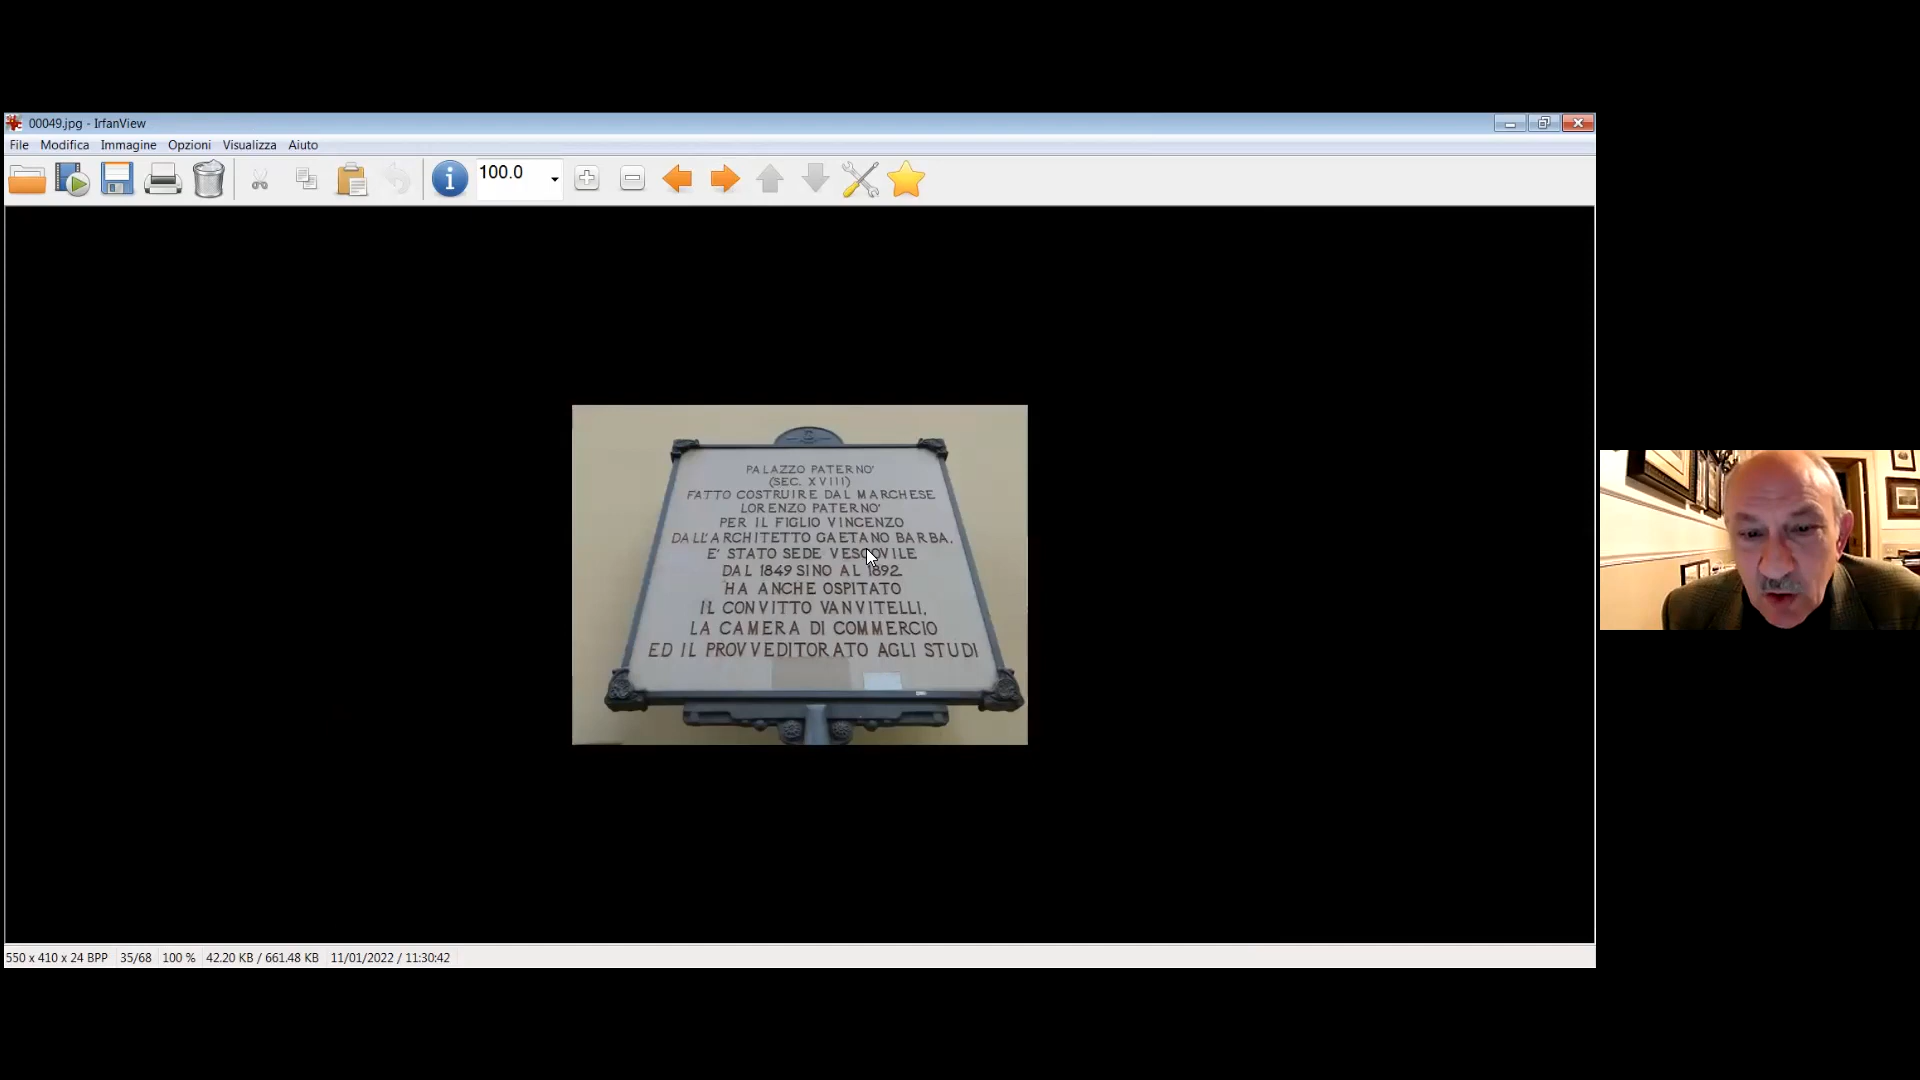 00049.jpg - IrfanView
File Modifica Immagine Opzioni Visualizza Aiuto
100.0
PALAZZO PATERNO'
(SEC. XVIII)
FATTO COSTRUIRE DAL MARCHESE
LORENZO PATERNO'
PER IL FIGLIO VINCENZO
DALL'ARCHITETTO GAETANO BARBA,
E' STATO SEDE VESCOVILE
DAL 1849 SINO AL 1892.
HA ANCHE OSPITATO
IL CONVITTO VANVITELLI,
LA CAMERA DI COMMERCIO
ED IL PROVVEDITORATO AGLI STUDI
550 x 410 x 24 BPP 35/68 100 % 42.20 KB / 661.48 KB 11/01/2022 / 11:30:42